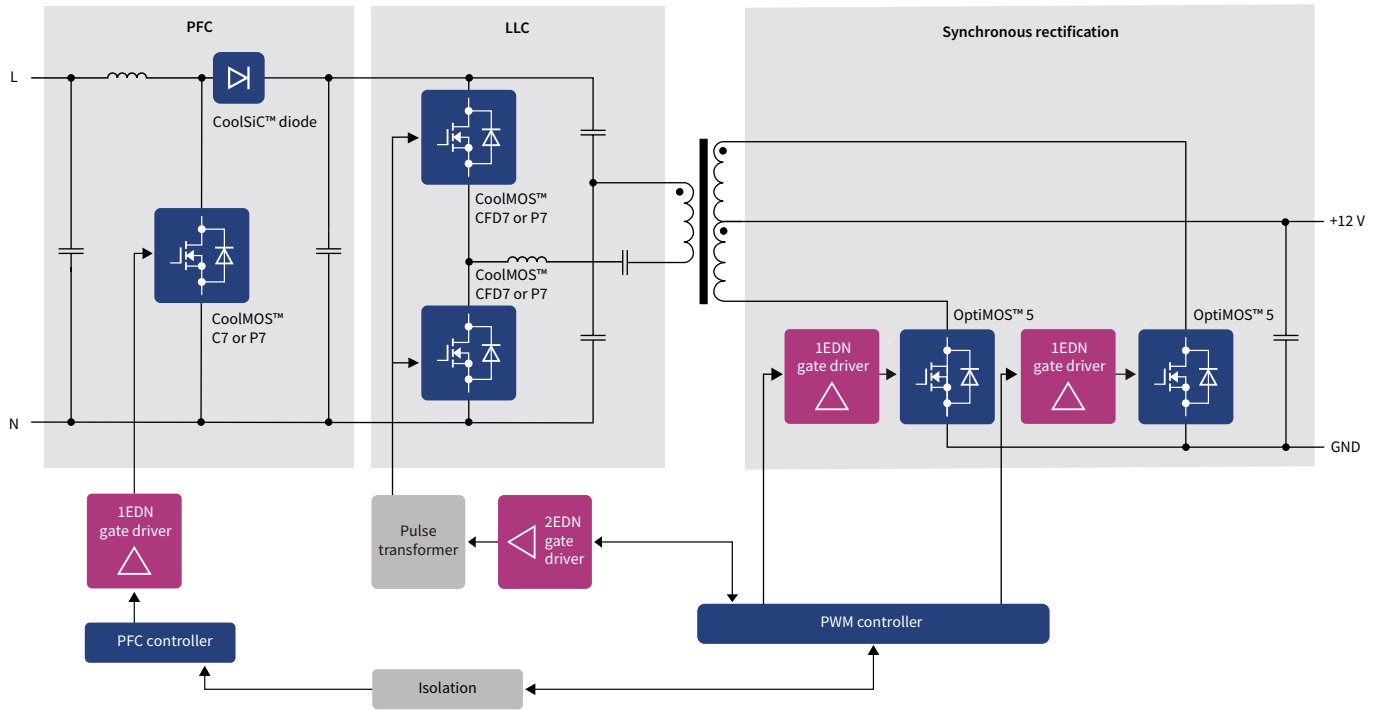 PFC
LLC
Synchronous rectification
L
CoolSiC™ diode
CoolMOS™
CFD7 or P7
+12 V
CoolMOS™
CFD7 or P7
CoolMOS™
C7 or P7
OptiMOS™ 5
OptiMOS™ 5
1EDN
gate driver
1EDN
gate driver
N
GND
1EDN
gate driver
Pulse
transformer
2EDN
gate
driver
PFC controller
PWM controller
Isolation